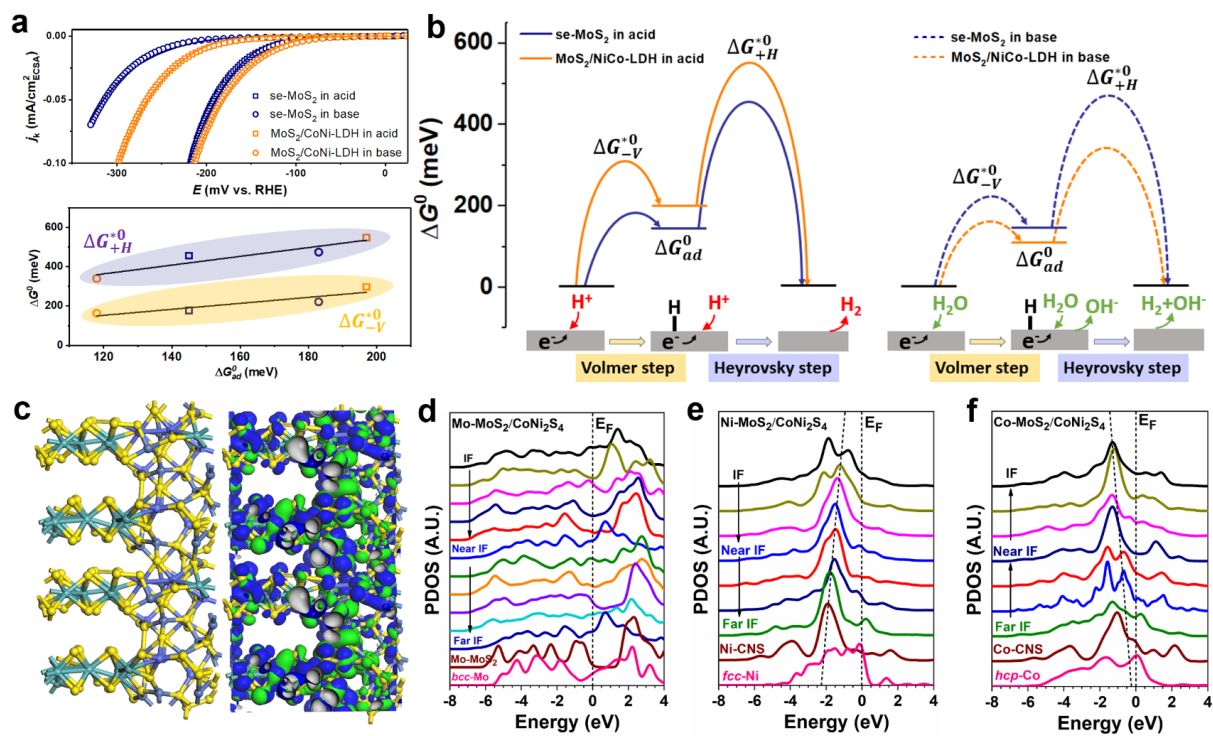 a
0.00
-0.05
-0.10
jk (mA/cm²ECSA)
se-MoS2 in acid
se-MoS2 in base
MoS2/CoNi-LDH in acid
MoS2/CoNi-LDH in base
-300
-200
-100
0
E (mV vs. RHE)
600
400
200
0
ΔG⁰ (meV)
ΔG+H*0
ΔG-V*0
120
140
160
180
200
ΔGad0 (meV)
b
600
400
200
0
ΔG⁰ (meV)
se-MoS2 in acid
MoS2/NiCo-LDH in acid
ΔG+H*0
ΔG-V*0
ΔGad0
H+
H
H+
H2
e-
e-
Volmer step
Heyrovsky step
se-MoS2 in base
MoS2/NiCo-LDH in base
ΔG+H*0
ΔG-V*0
ΔGad0
H2O
H
H2O
OH-
H2+OH-
e-
e-
Volmer step
Heyrovsky step
c
d
Mo-MoS2/CoNi2S4
EF
IF
Near IF
Far IF
Mo-MoS2
bcc-Mo
PDOS (A.U.)
-8 -6 -4 -2 0 2 4
Energy (eV)
e
Ni-MoS2/CoNi2S4
EF
IF
Near IF
Far IF
Ni-CNS
fcc-Ni
PDOS (A.U.)
-8 -6 -4 -2 0 2 4
Energy (eV)
f
Co-MoS2/CoNi2S4
EF
IF
Near IF
Far IF
Co-CNS
hcp-Co
PDOS (A.U.)
-8 -6 -4 -2 0 2 4
Energy (eV)